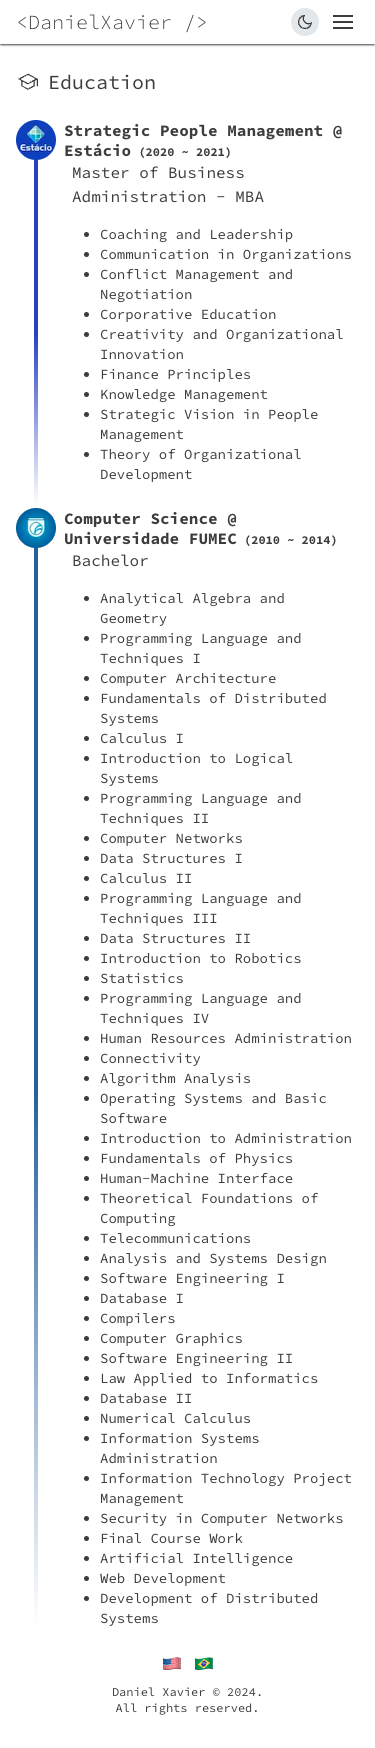 <DanielXavier />
Education
Estácio
Strategic People Management @
Estácio (2020 ~ 2021)
Master of Business
Administration - MBA
• Coaching and Leadership
• Communication in Organizations
• Conflict Management and
Negotiation
• Corporative Education
• Creativity and Organizational
Innovation
• Finance Principles
• Knowledge Management
• Strategic Vision in People
Management
• Theory of Organizational
Development
Computer Science @
Universidade FUMEC (2010 ~ 2014)
Bachelor
• Analytical Algebra and
Geometry
• Programming Language and
Techniques I
• Computer Architecture
• Fundamentals of Distributed
Systems
• Calculus I
• Introduction to Logical
Systems
• Programming Language and
Techniques II
• Computer Networks
• Data Structures I
• Calculus II
• Programming Language and
Techniques III
• Data Structures II
• Introduction to Robotics
• Statistics
• Programming Language and
Techniques IV
• Human Resources Administration
• Connectivity
• Algorithm Analysis
• Operating Systems and Basic
Software
• Introduction to Administration
• Fundamentals of Physics
• Human-Machine Interface
• Theoretical Foundations of
Computing
• Telecommunications
• Analysis and Systems Design
• Software Engineering I
• Database I
• Compilers
• Computer Graphics
• Software Engineering II
• Law Applied to Informatics
• Database II
• Numerical Calculus
• Information Systems
Administration
• Information Technology Project
Management
• Security in Computer Networks
• Final Course Work
• Artificial Intelligence
• Web Development
• Development of Distributed
Systems
Daniel Xavier © 2024.
All rights reserved.